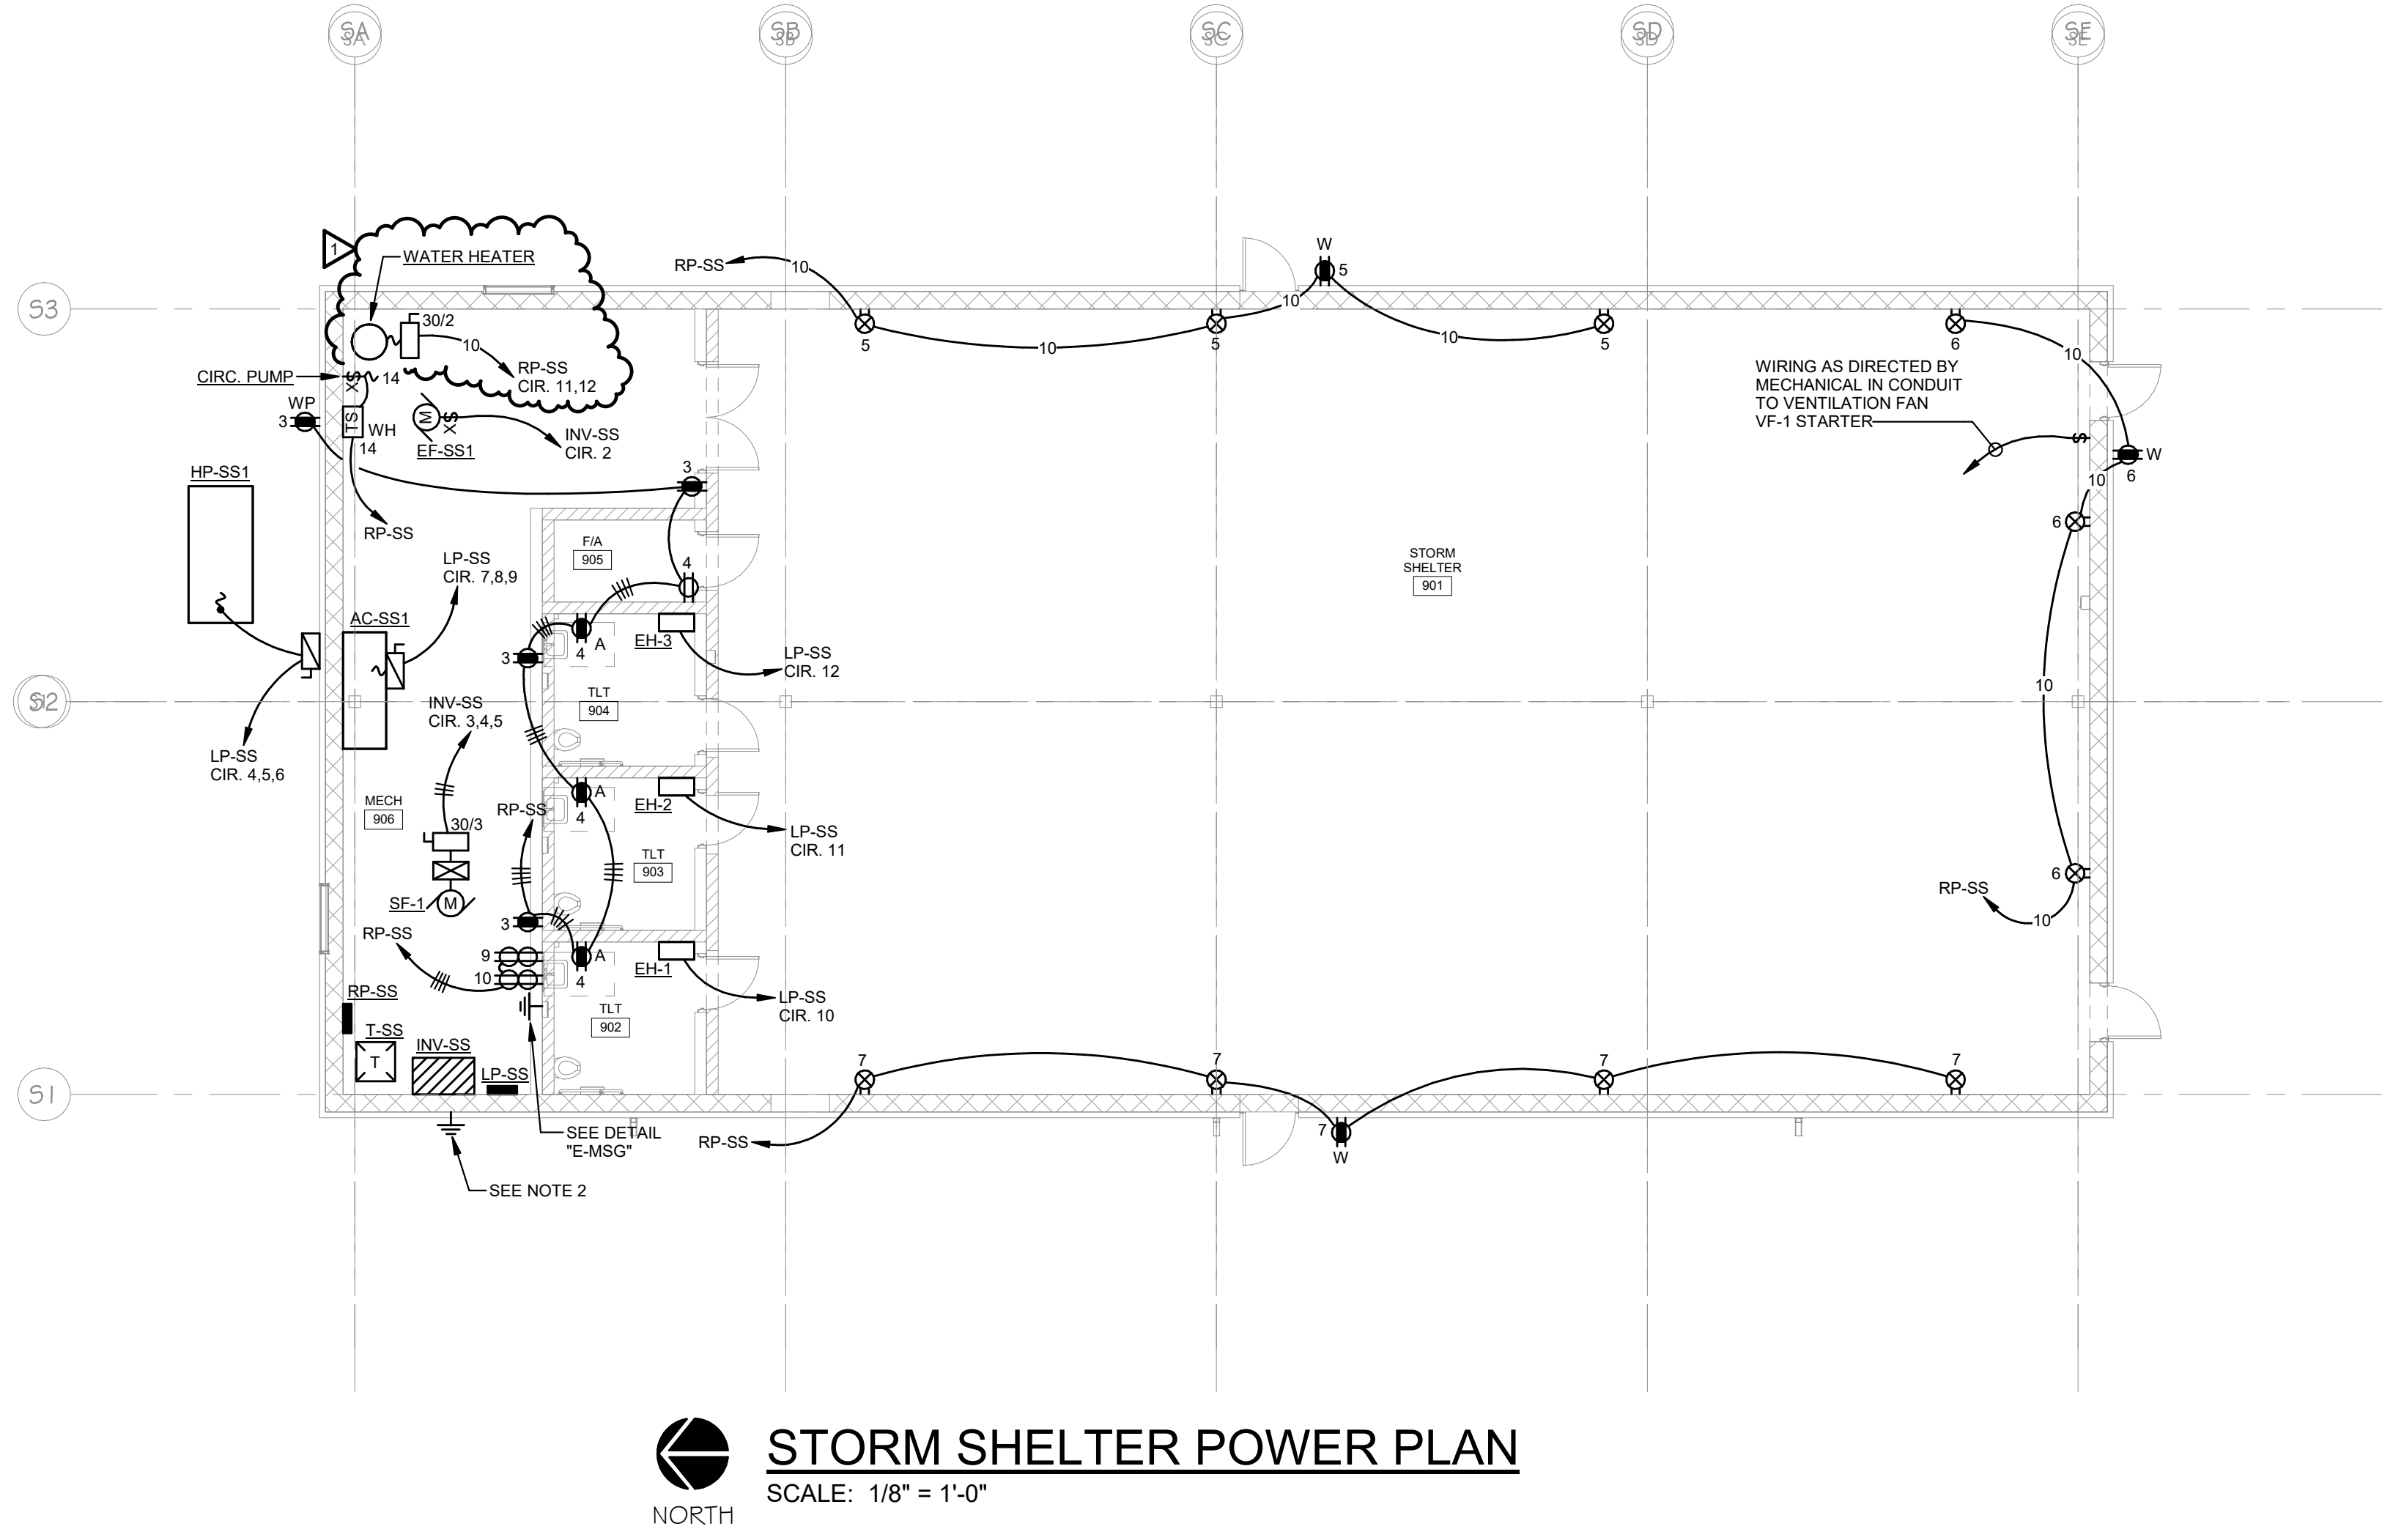 SA
SB
SC
SD
SE
1
WATER HEATER
W
5
RP-SS
10
10
S3
30/2
10
5
10
5
10
5
6
10
RP-SS
CIR. 11,12
WIRING AS DIRECTED BY
MECHANICAL IN CONDUIT
TO VENTILATION FAN
VF-1 STARTER
CIRC. PUMP
XS
14
WP
3
TS
WH
14
M
XS
EF-SS1
INV-SS
CIR. 2
S
W
6
10
HP-SS1
3
RP-SS
6
F/A
905
4
LP-SS
CIR. 7,8,9
STORM
SHELTER
901
AC-SS1
A
4
3
EH-3
LP-SS
CIR. 12
10
S2
TLT
904
INV-SS
CIR. 3,4,5
LP-SS
CIR. 4,5,6
MECH
906
RP-SS
A
4
EH-2
30/3
LP-SS
CIR. 11
TLT
903
6
RP-SS
10
SF-1
M
3
RP-SS
9
10
A
4
EH-1
LP-SS
CIR. 10
RP-SS
TLT
902
T-SS
T
INV-SS
LP-SS
7
7
7
7
S1
SEE DETAIL
"E-MSG"
RP-SS
7
W
SEE NOTE 2
STORM SHELTER POWER PLAN
SCALE: 1/8" = 1'-0"
NORTH